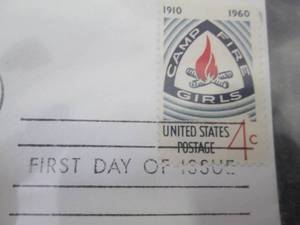 1910 1960
CAMP FIRE
GIRLS
UNITED STATES
POSTAGE 4c
FIRST DAY OF ISSUE